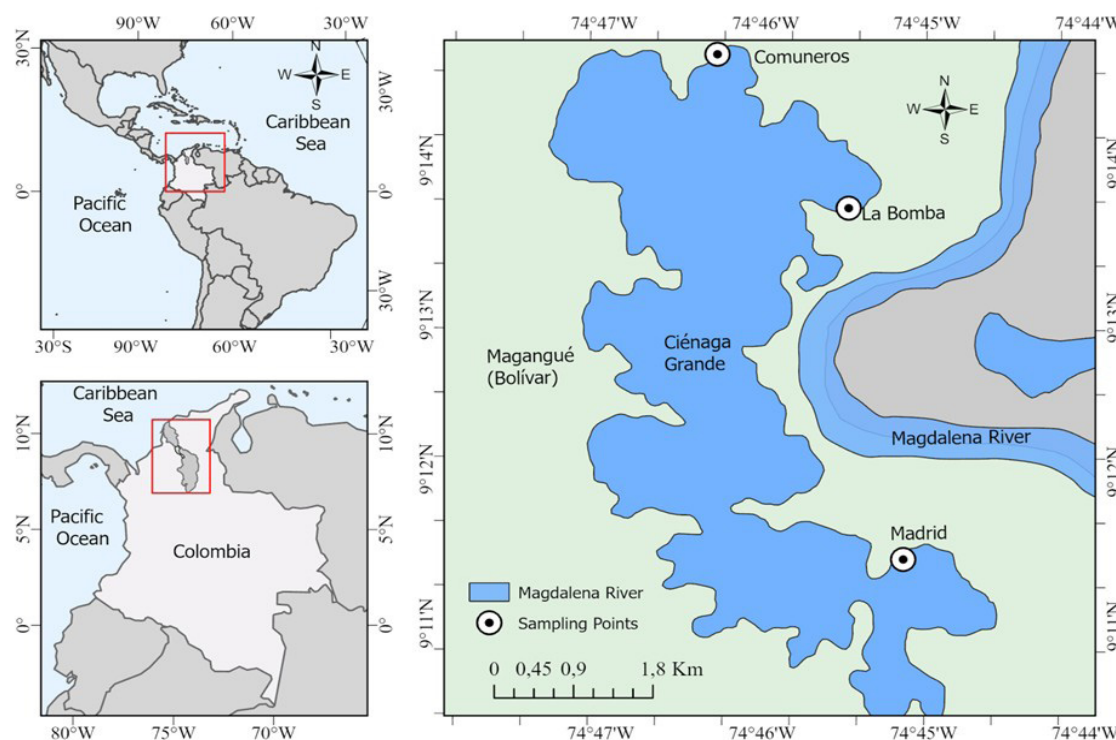 90°W 60°W
30°N
N
W E
S
30°W
Caribbean
Sea
0°
0°
Pacific
Ocean
30°W
30°S 90°W 60°W 30°W
Caribbean
Sea
10°N
10°N
Pacific
Ocean
5°N
5°N
Colombia
0°
0°
80°W 75°W 70°W
74°47'W 74°46'W 74°45'W 74°44'W
Comuneros
N
W E
S
9°14'N
9°14'N
La Bomba
9°13'N
9°13'N
Ciénaga
Grande
Magangué
(Bolívar)
Magdalena River
9°12'N
9°12'N
Madrid
Magdalena River
Sampling Points
9°11'N
9°11'N
0 0,45 0,9 1,8 Km
74°47'W 74°46'W 74°45'W 74°44'W